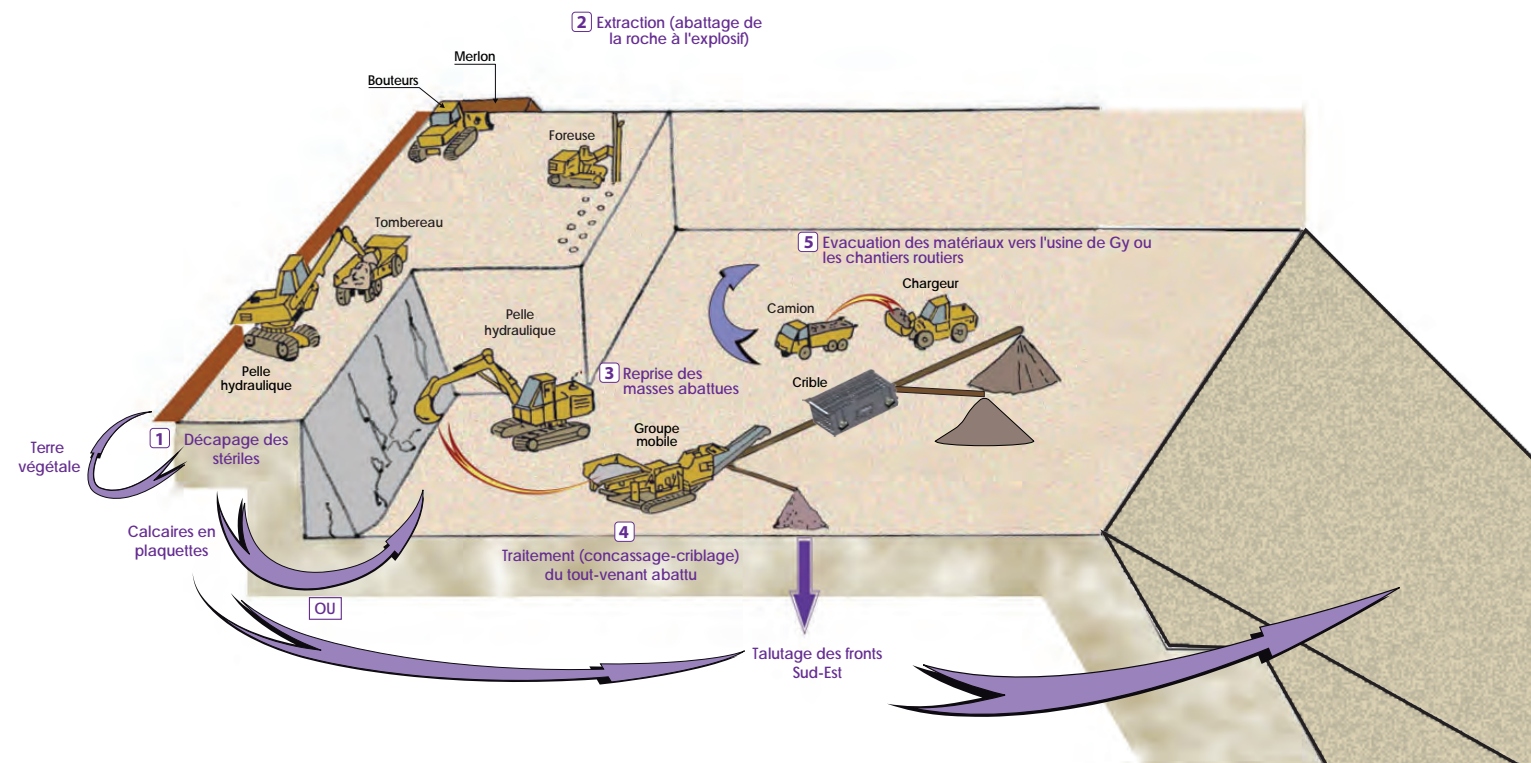 2 Extraction (abattage de
la roche à l'explosif)
Merlon
Bouteurs
Foreuse
Tombereau
5 Evacuation des matériaux vers l'usine de Gy ou
les chantiers routiers
Chargeur
Camion
Pelle
hydraulique
Pelle
hydraulique
3 Reprise des
masses abattues
Crible
Groupe
mobile
1 Décapage des
stériles
Terre
végétale
Calcaires en
plaquettes
4
Traitement (concassage-criblage)
du tout-venant abattu
OU
Talutage des fronts
Sud-Est